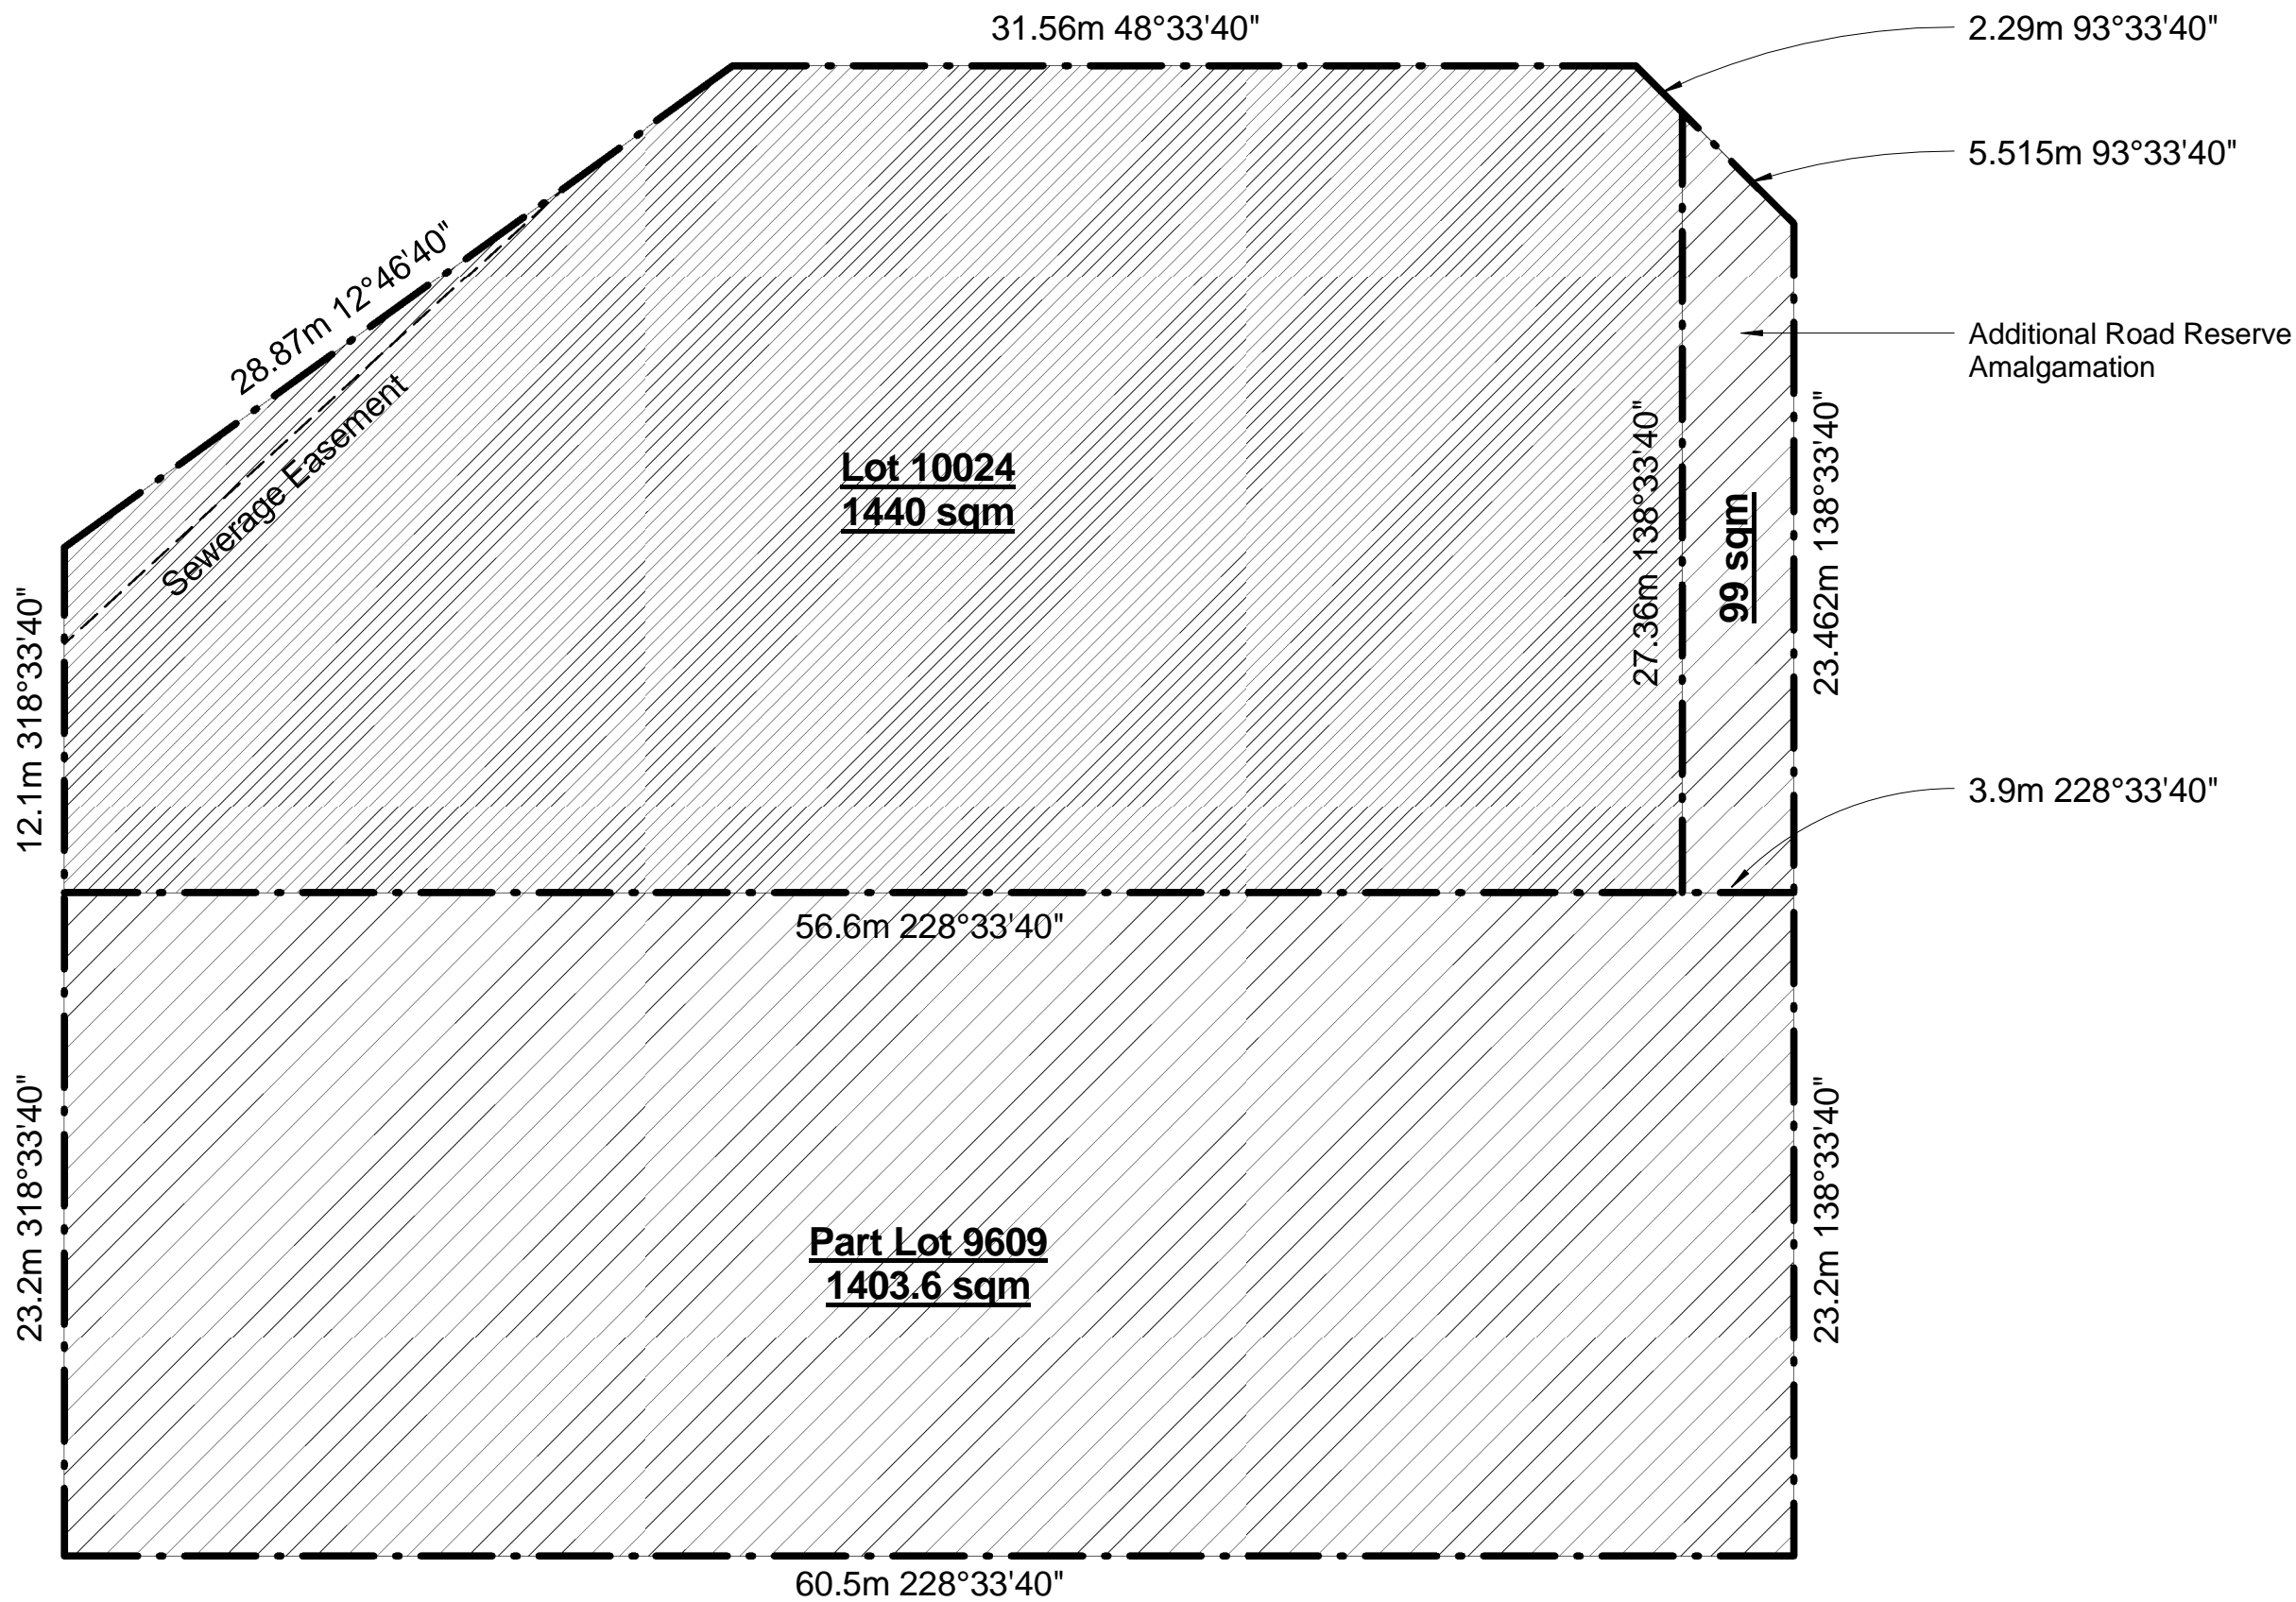 31.56m 48°33'40"
2.29m 93°33'40"
5.515m 93°33'40"
28.87m 12°46'40"
Sewerage Easement
Additional Road Reserve
Amalgamation
Lot 10024
1440 sqm
27.36m 138°33'40"
99 sqm
23.462m 138°33'40"
12.1m 318°33'40"
3.9m 228°33'40"
56.6m 228°33'40"
23.2m 318°33'40"
Part Lot 9609
1403.6 sqm
23.2m 138°33'40"
60.5m 228°33'40"